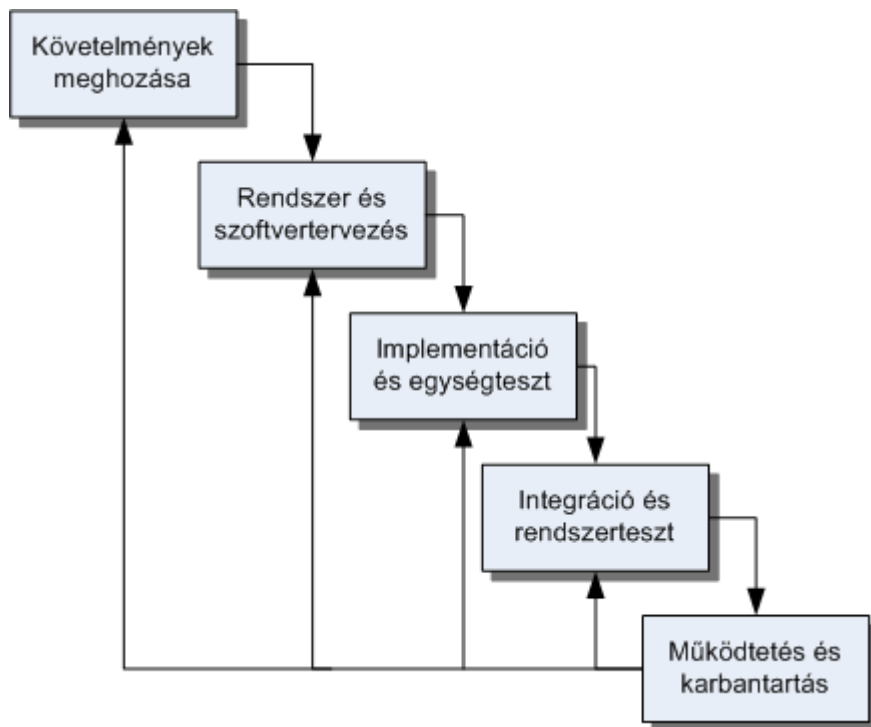 Követelmények
meghozása
Rendszer és
szoftvertervezés
Implementáció
és egységteszt
Integráció és
rendszerteszt
Működtetés és
karbantartás